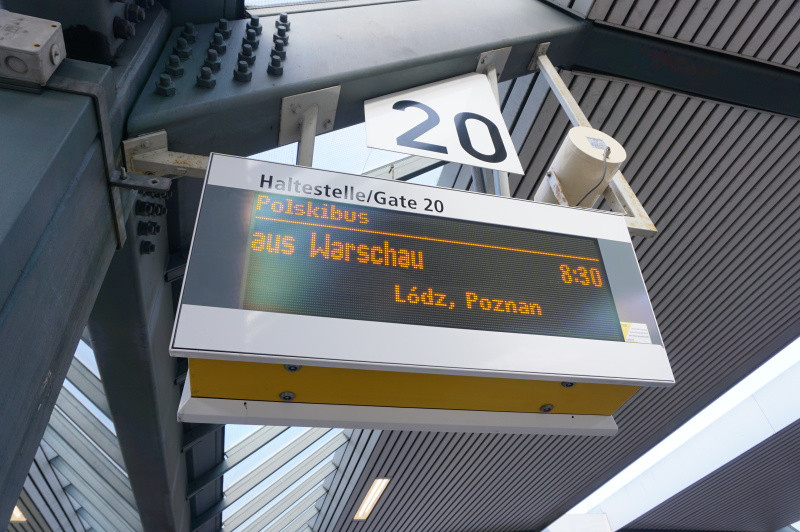 20
Haltestelle/Gate 20
Polskibus
aus Warschau
8:30
Lódz, Poznan